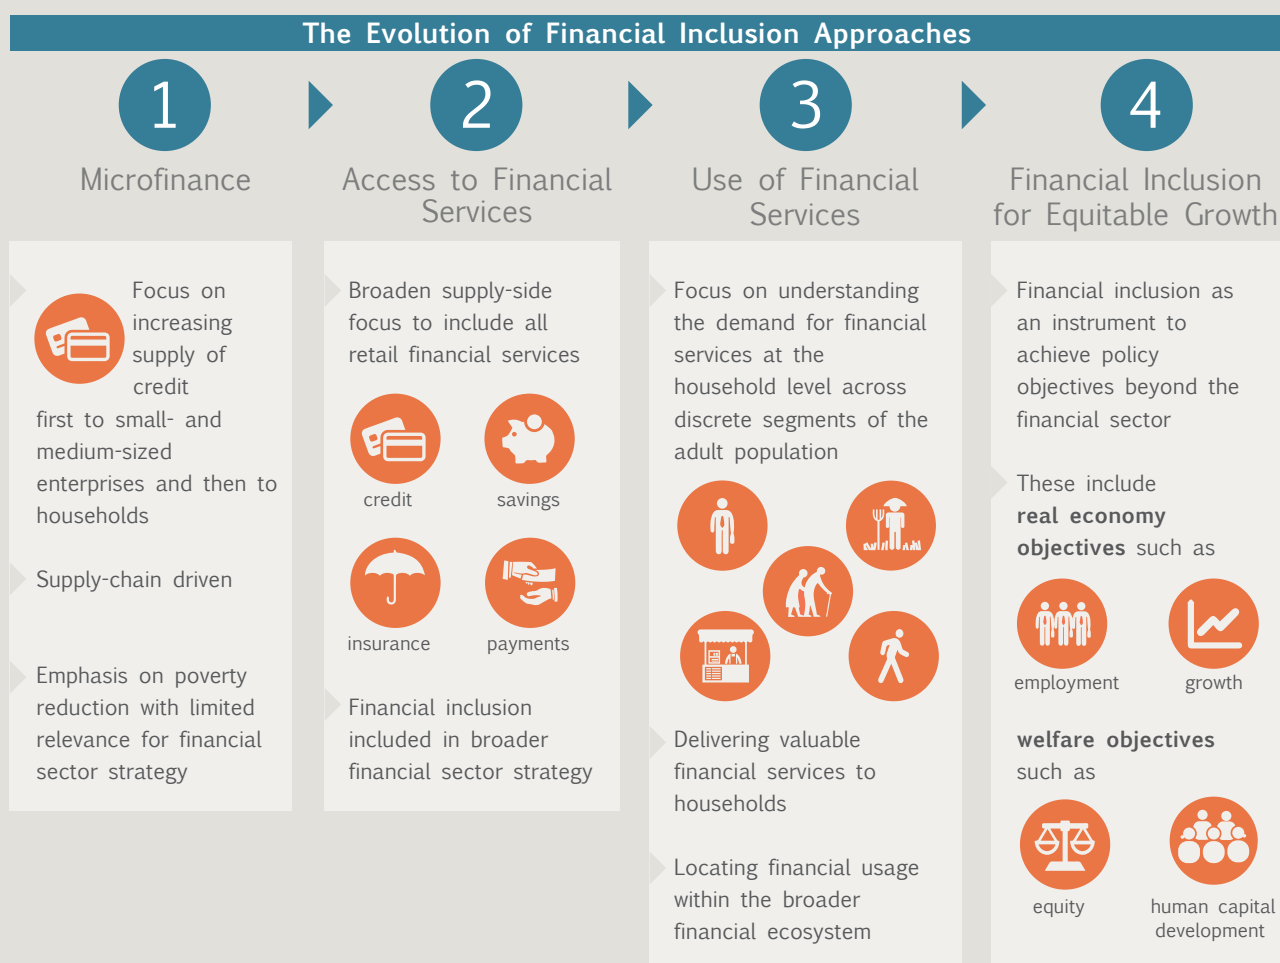 The Evolution of Financial Inclusion Approaches
1
Microfinance
Focus on
increasing
supply of
credit
first to small- and
medium-sized
enterprises and then to
households
Supply-chain driven
Emphasis on poverty
reduction with limited
relevance for financial
sector strategy
2
Access to Financial
Services
Broaden supply-side
focus to include all
retail financial services
credit
savings
insurance
payments
Financial inclusion
included in broader
financial sector strategy
3
Use of Financial
Services
Focus on understanding
the demand for financial
services at the
household level across
discrete segments of the
adult population
Delivering valuable
financial services to
households
Locating financial usage
within the broader
financial ecosystem
4
Financial Inclusion
for Equitable Growth
Financial inclusion as
an instrument to
achieve policy
objectives beyond the
financial sector
These include
real economy
objectives such as
employment
growth
welfare objectives
such as
equity
human capital
development